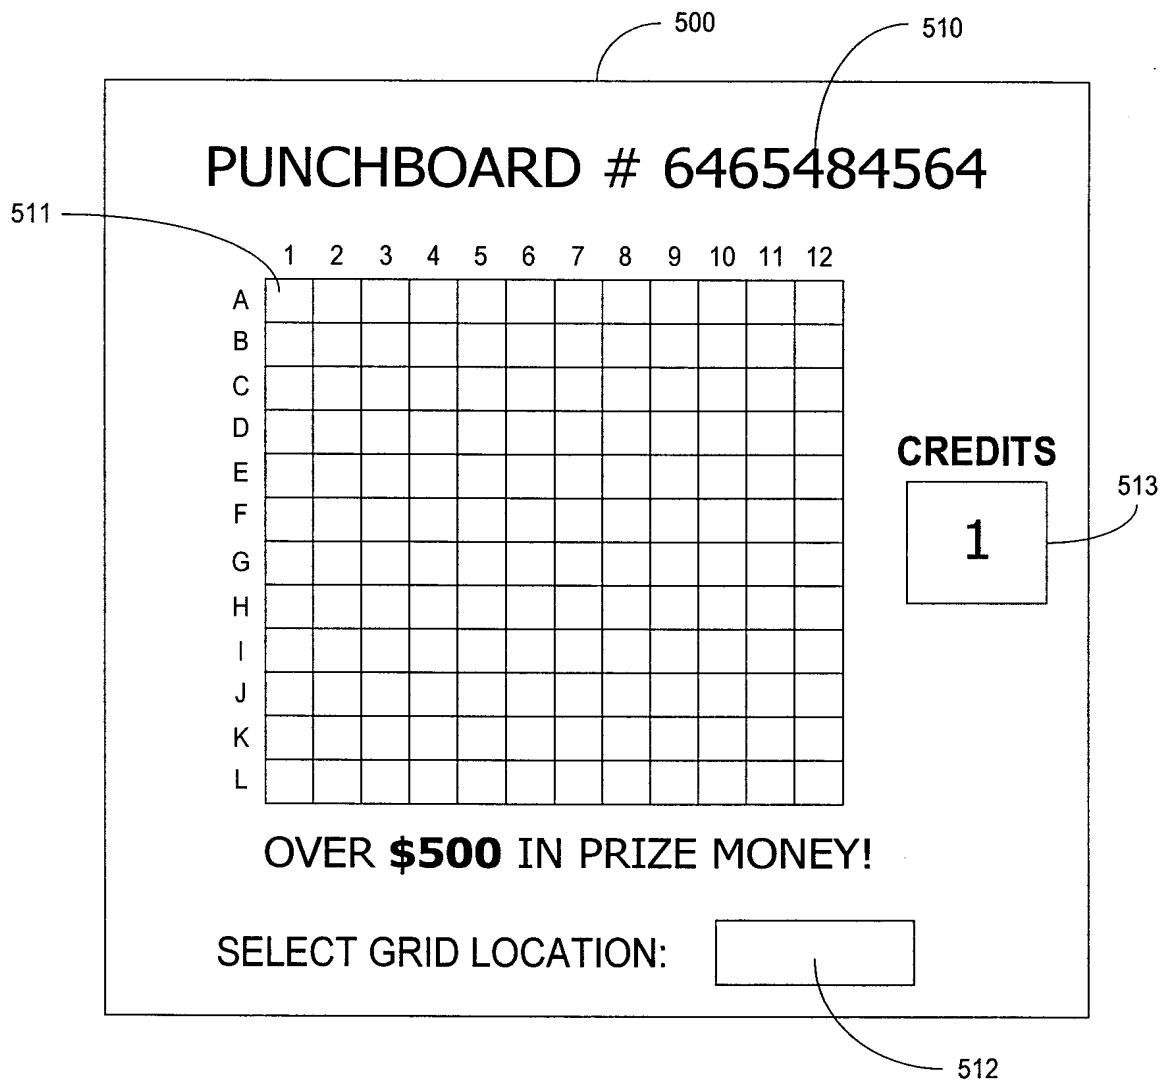 500
510
PUNCHBOARD # 6465484564
511
1 2 3 4 5 6 7 8 9 10 11 12
A
B
C
D
E
F
G
H
I
J
K
L
CREDITS
513
1
OVER $500 IN PRIZE MONEY!
SELECT GRID LOCATION:
512